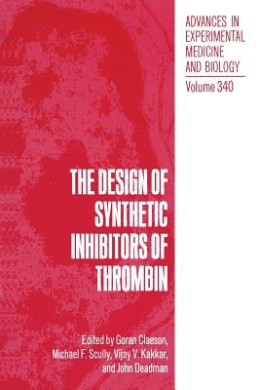 ADVANCES IN
EXPERIMENTAL
MEDICINE
AND BIOLOGY
Volume 340
THE DESIGN OF
SYNTHETIC
INHIBITORS OF
THROMBIN
Edited by Goran Claeson,
Michael F. Scully, Vijay V. Kakkar,
and John Deadman